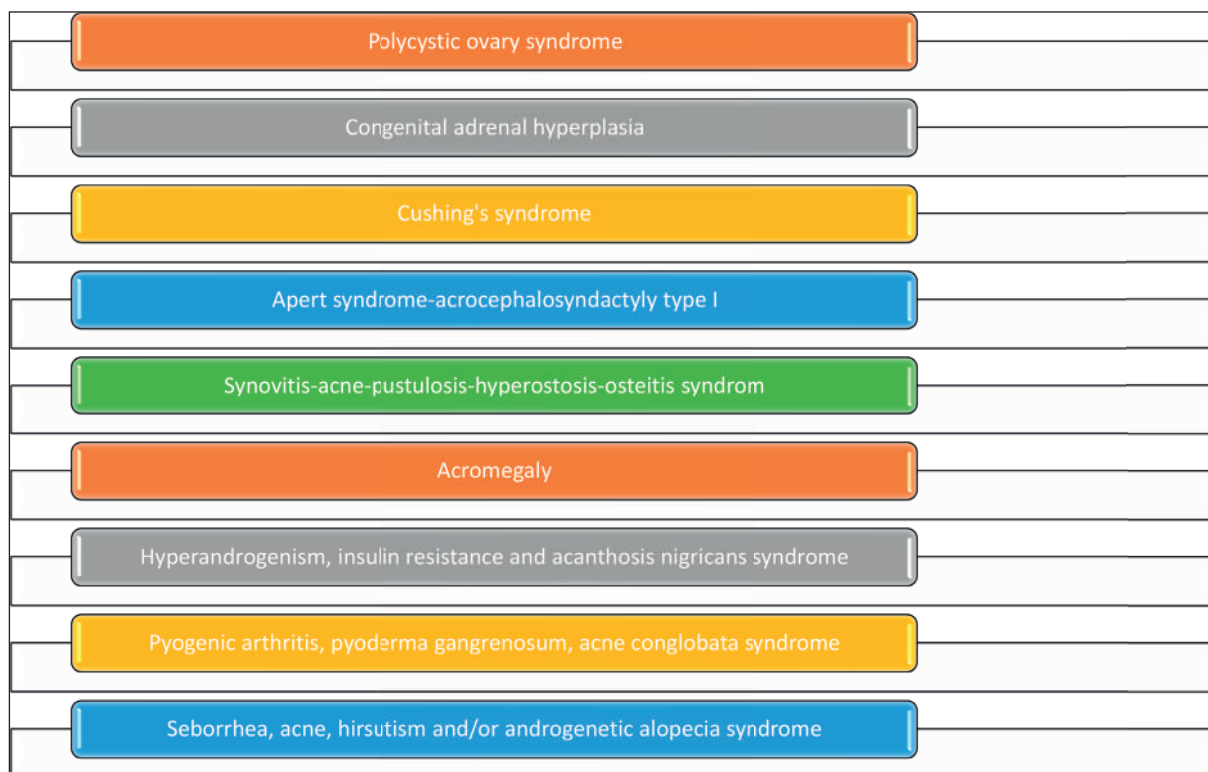 Polycystic ovary syndrome
Congenital adrenal hyperplasia
Cushing's syndrome
Apert syndrome-acrocephalosyndactyly type I
Synovitis-acne-pustulosis-hyperostosis-osteitis syndrom
Acromegaly
Hyperandrogenism, insulin resistance and acanthosis nigricans syndrome
Pyogenic arthritis, pyoderma gangrenosum, acne conglobata syndrome
Seborrhea, acne, hirsutism and/or androgenetic alopecia syndrome